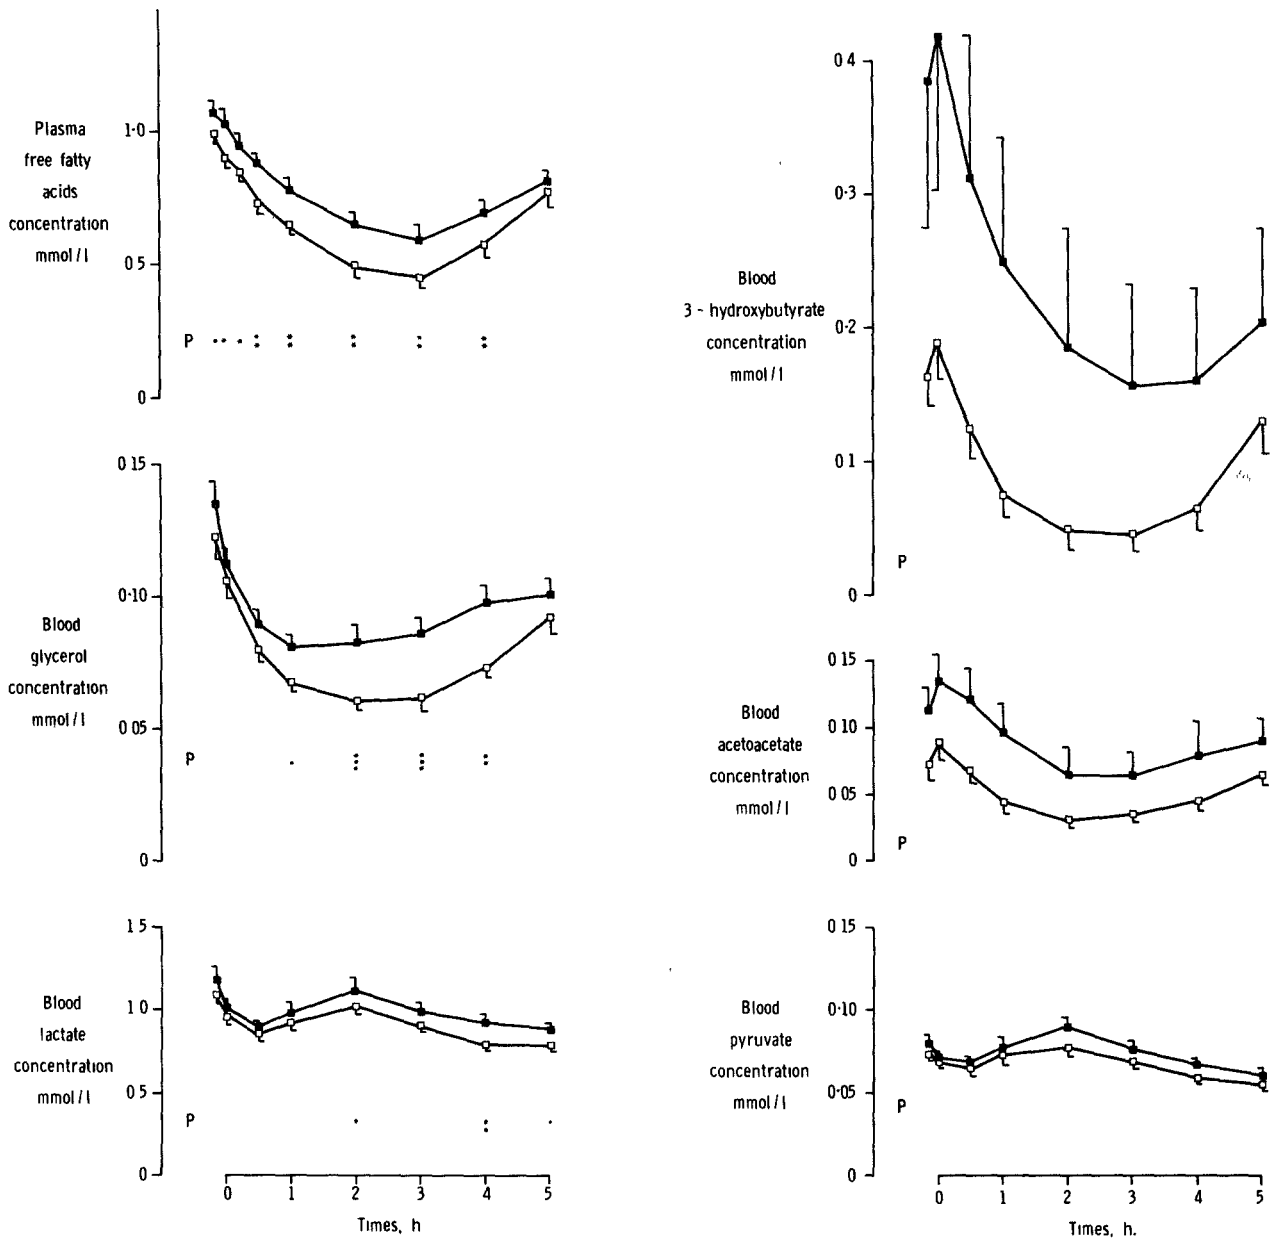 Plasma
free fatty
acids
concentration
mmol/l
1·0
0 5
0
P
0 15
0·10
0 05
0
Blood
glycerol
concentration
mmol/l
P
1 5
1 0
0 5
0
Blood
lactate
concentration
mmol/l
P
0 1 2 3 4 5
Times, h
0 4
0·3
0·2
0 1
0
Blood
3 - hydroxybutyrate
concentration
mmol/l
P
0 15
0 10
0 05
0
Blood
acetoacetate
concentration
mmol/l
P
0 15
0·10
0·05
0
Blood
pyruvate
concentration
mmol/l
P
0 1 2 3 4 5
Times, h.